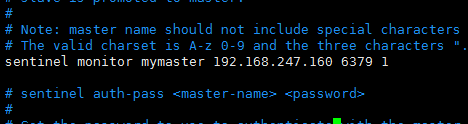 # slave is promoted to master.
#
# Note: master name should not include special characters
# The valid charset is A-z 0-9 and the three characters ".
sentinel monitor mymaster 192.168.247.160 6379 1

# sentinel auth-pass <master-name> <password>
#
# Set the password to use to authenticate with the master